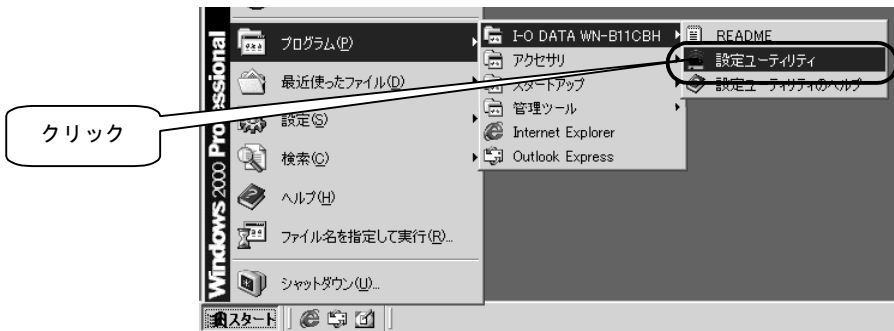 クリック
Windows 2000 Professional
プログラム(P)
最近使ったファイル(D)
設定(S)
検索(C)
ヘルプ(H)
ファイル名を指定して実行(R)...
シャットダウン(U)...
I-O DATA WN-B11CBH
アクセサリ
スタートアップ
管理ツール
Internet Explorer
Outlook Express
README
設定ユーティリティ
設定ユーティリティのヘルプ
スタート